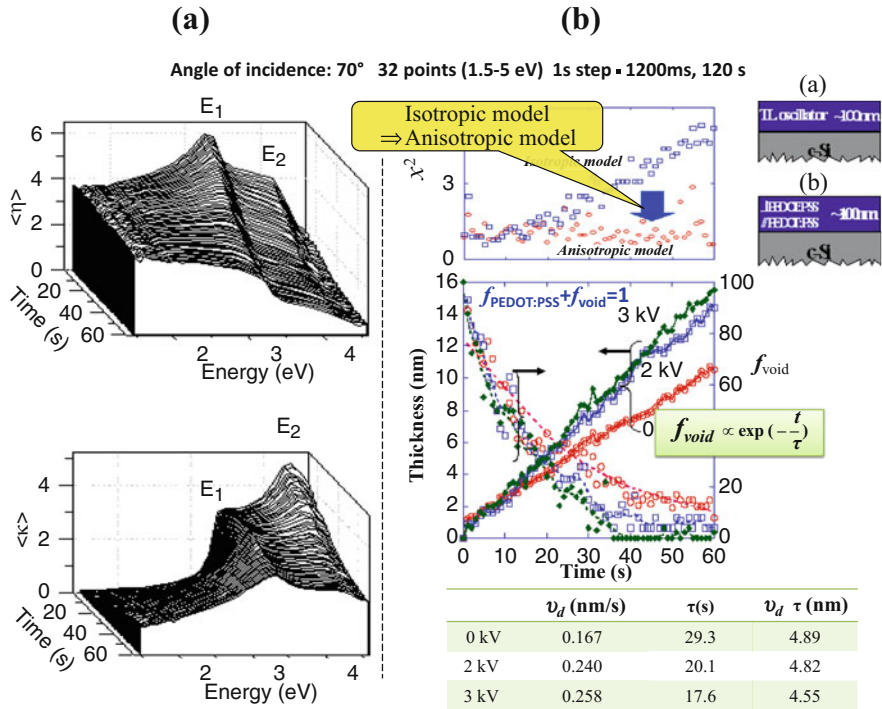 (a)
(b)
Angle of incidence: 70° 32 points (1.5-5 eV) 1s step ▪ 1200ms, 120 s
E1
E2
6
4
2
0
<η>
20
40
60
Time (s)
2
3
4
Energy (eV)
E2
E1
4
2
0
<κ>
20
40
60
Time (s)
2
3
4
Energy (eV)
Isotropic model
⇒ Anisotropic model
x²
3
0
Isotropic model
Anisotropic model
(a)
TL oscillator ~100nm
c-Si
(b)
~100nm
c-Si
fPEDOT:PSS+fvoid=1
3 kV
2 kV
0
16
14
12
10
8
6
4
2
0
Thickness (nm)
100
80
60
20
0
fvoid
fvoid ∝ exp (−t/τ)
0
10
20
30
40
50
60
Time (s)
υd (nm/s) τ(s) υd τ (nm)
0 kV 0.167 29.3 4.89
2 kV 0.240 20.1 4.82
3 kV 0.258 17.6 4.55